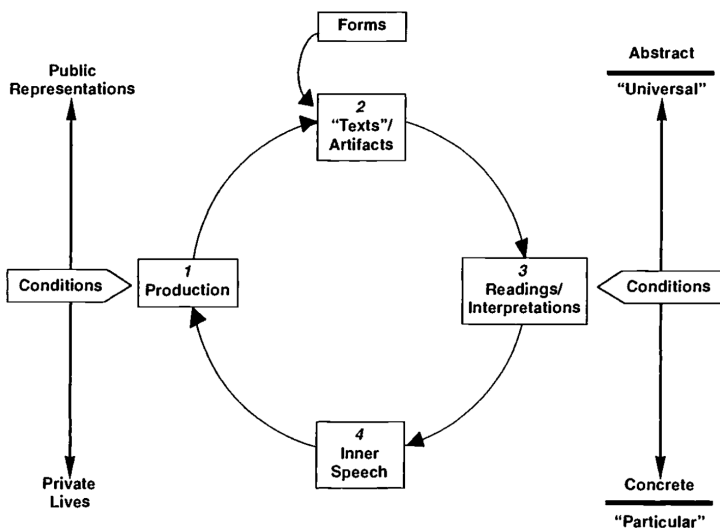 Forms
Public
Representations
Abstract
“Universal”
2
“Texts”/
Artifacts
Conditions
1
Production
3
Readings/
Interpretations
Conditions
4
Inner
Speech
Private
Lives
Concrete
“Particular”